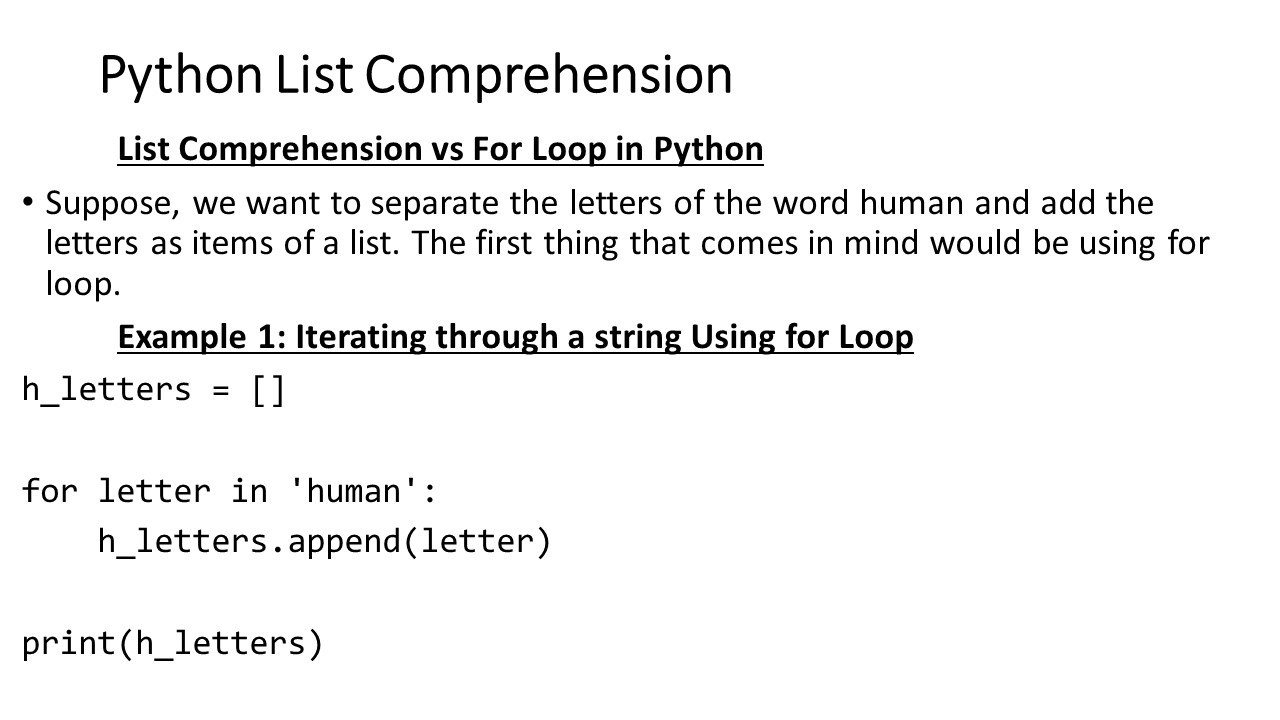 Python List Comprehension
List Comprehension vs For Loop in Python
• Suppose, we want to separate the letters of the word human and add the
letters as items of a list. The first thing that comes in mind would be using for
loop.
Example 1: Iterating through a string Using for Loop
h_letters = []
for letter in 'human':
    h_letters.append(letter)
print(h_letters)